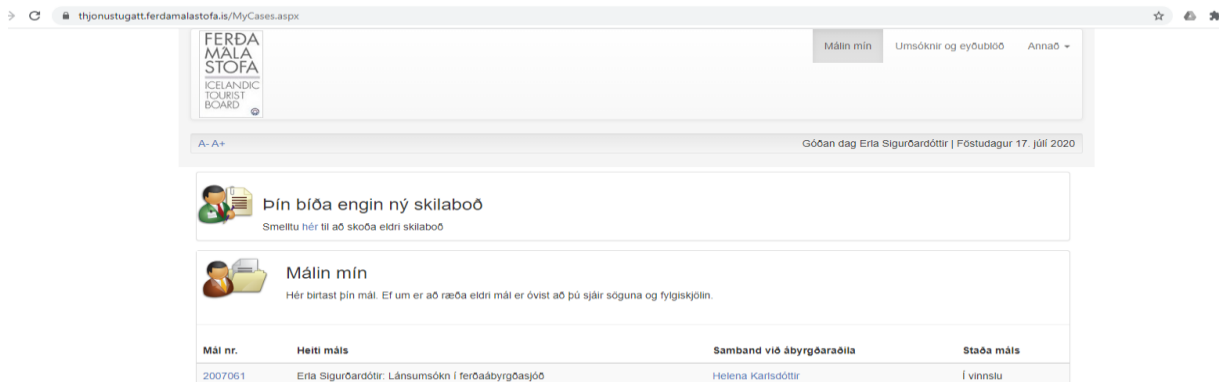 thjonustugatt.ferdamalastofa.is/MyCases.aspx
FERÐA
MÁLA
STOFA
ICELANDIC
TOURIST
BOARD
Málin mín Umsóknir og eyðublöð Annað
A- A+ Góðan dag Erla Sigurðardóttir | Föstudagur 17. júlí 2020
Þín bíða engin ný skilaboð
Smelltu hér til að skoða eldri skilaboð
Málin mín
Hér birtast þín mál. Ef um er að ræða eldri mál er óvist að þú sjáir söguna og fylgiskjölin.
Mál nr. Heiti máls Samband við ábyrgðaraðila Staða máls
2007061 Erla Sigurðardótir: Lánsumsókn í ferðaábyrgðasjóð Helena Karlsdóttir Í vinnslu